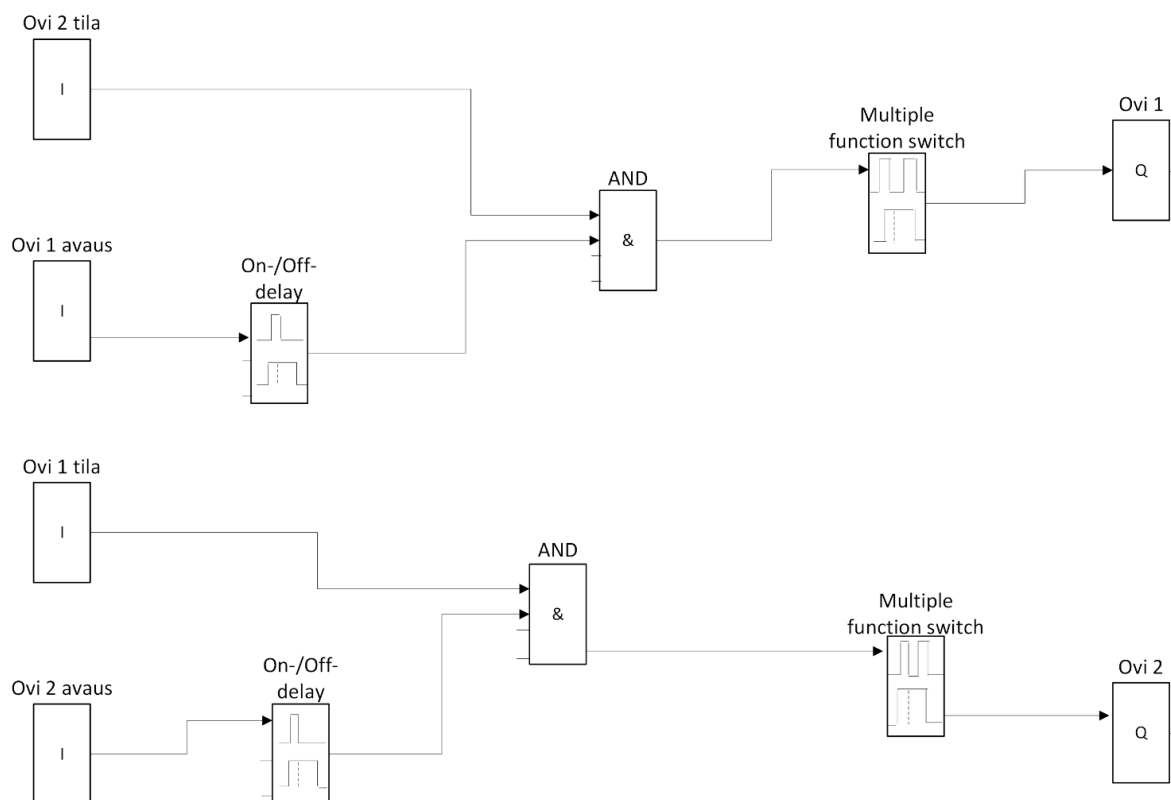 Ovi 2 tila
I
Multiple
function switch
Ovi 1
Q
AND
&
Ovi 1 avaus
I
On-/Off-
delay
Ovi 1 tila
I
AND
&
Multiple
function switch
Ovi 2
Q
Ovi 2 avaus
I
On-/Off-
delay